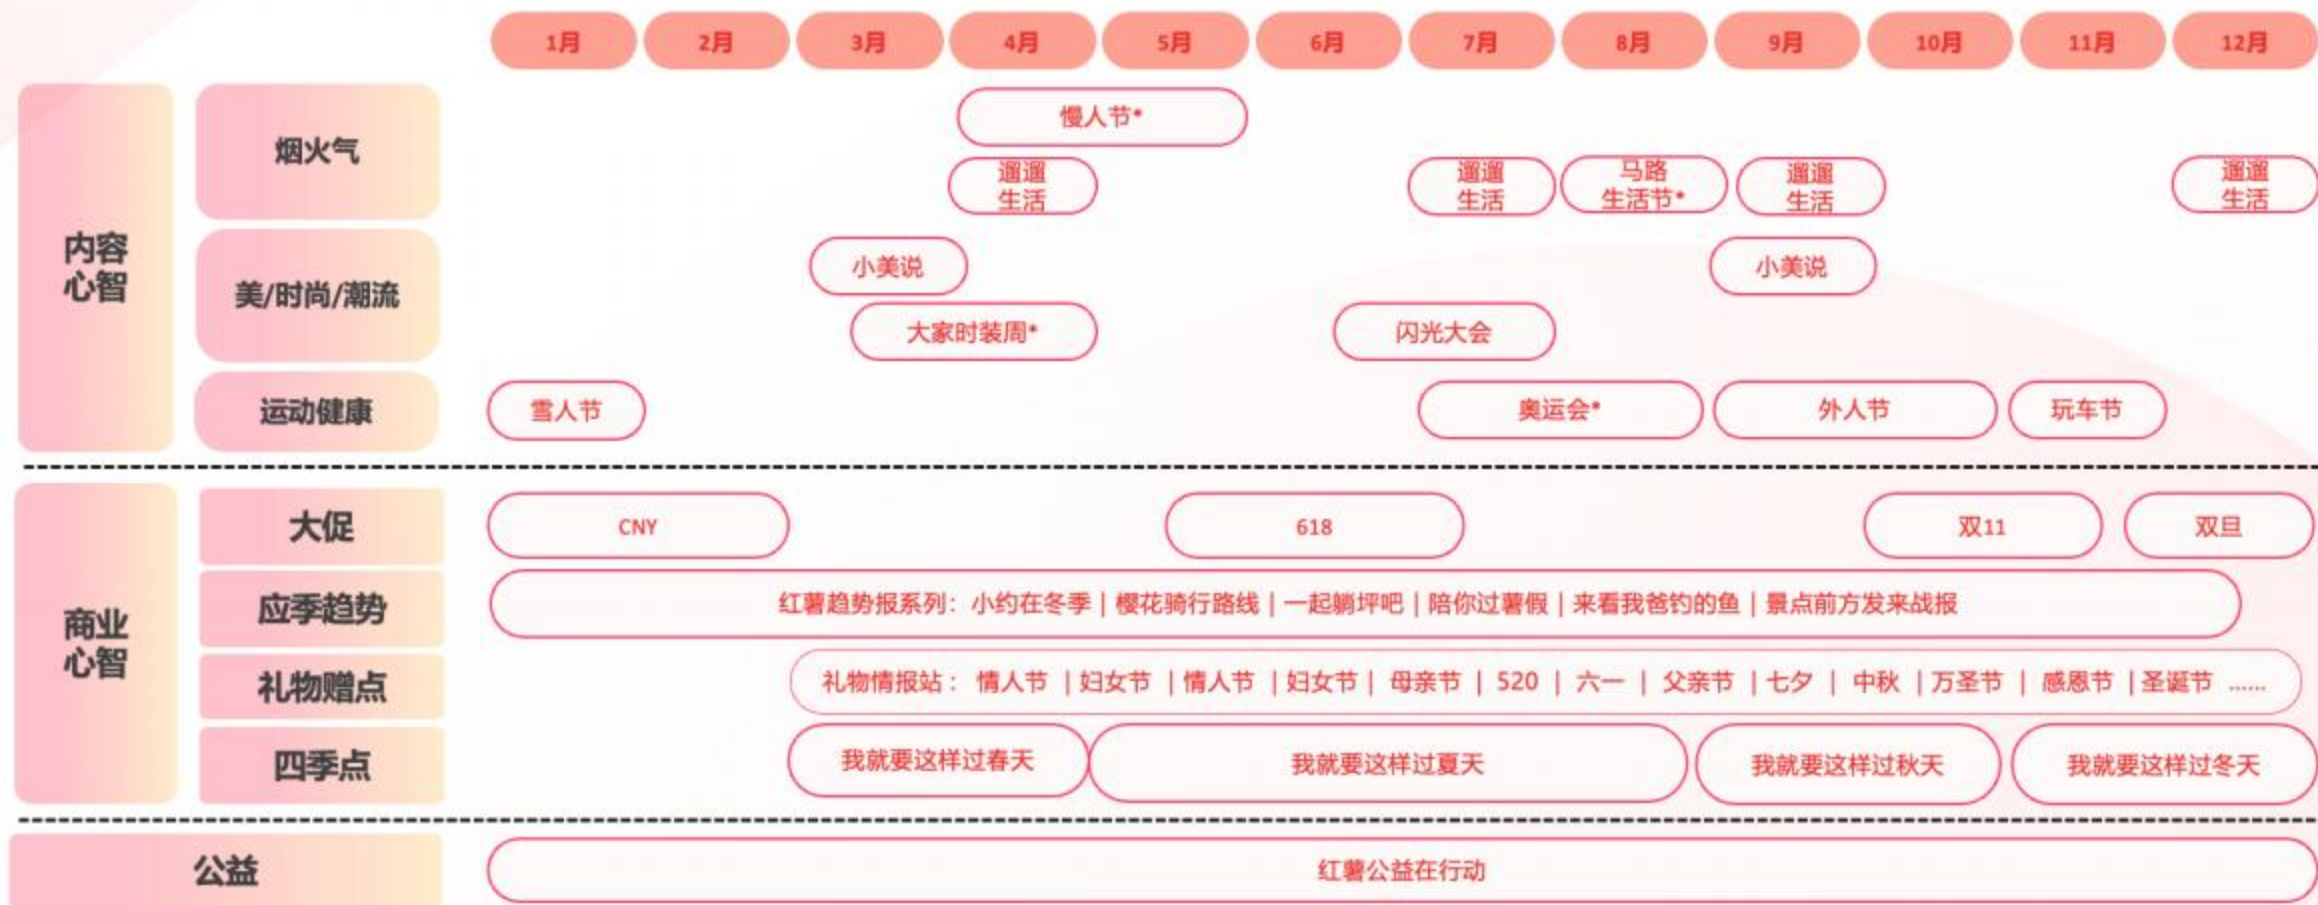 1月 2月 3月 4月 5月 6月 7月 8月 9月 10月 11月 12月
内容
心智
烟火气
慢人节*
遛遛
生活
遛遛
生活
马路
生活节*
遛遛
生活
遛遛
生活
美/时尚/潮流
小美说
小美说
大家时装周*
闪光大会
运动健康
雪人节
奥运会*
外人节
玩车节
商业
心智
大促
CNY
618
双11
双旦
应季趋势
红薯趋势报系列：小约在冬季 | 樱花骑行路线 | 一起躺坪吧 | 陪你过薯假 | 来看我爸钓的鱼 | 景点前方发来战报
礼物赠点
礼物情报站： 情人节 | 妇女节 | 情人节 | 妇女节 | 母亲节 | 520 | 六一 | 父亲节 | 七夕 | 中秋 | 万圣节 | 感恩节 | 圣诞节 ……
四季点
我就要这样过春天
我就要这样过夏天
我就要这样过秋天
我就要这样过冬天
公益
红薯公益在行动